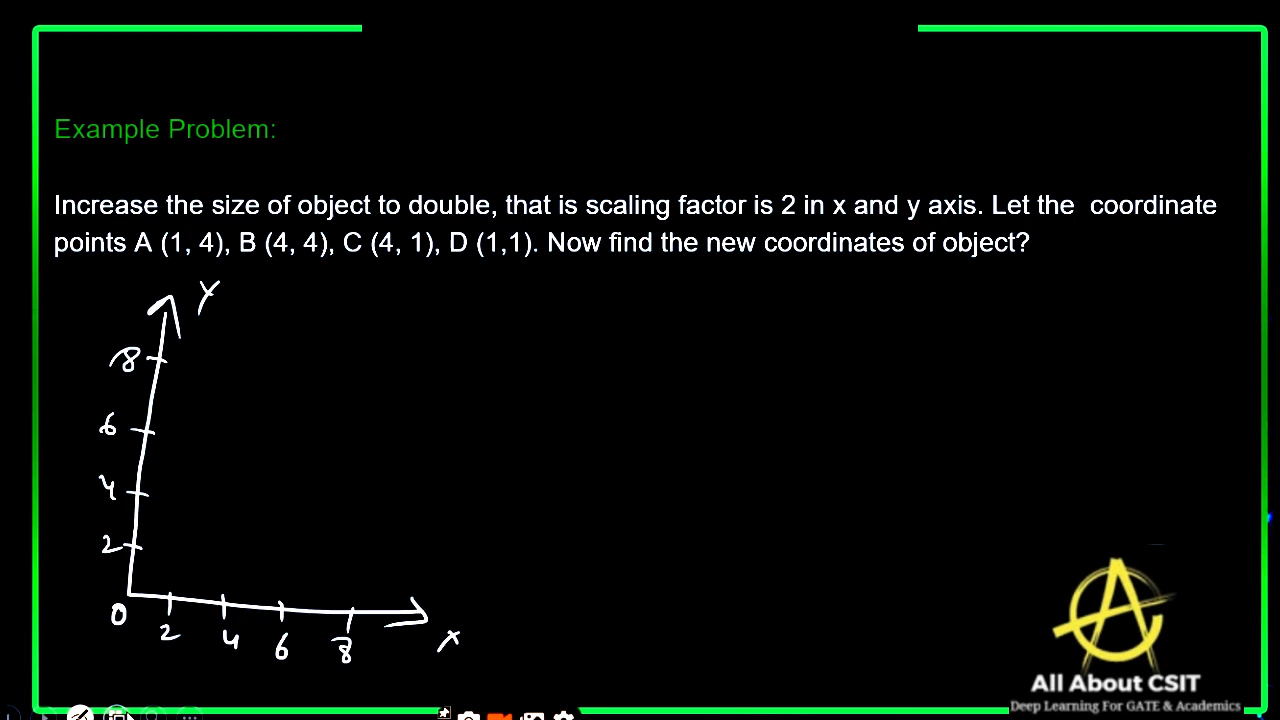 Example Problem:
Increase the size of object to double, that is scaling factor is 2 in x and y axis. Let the  coordinate
points A (1, 4), B (4, 4), C (4, 1), D (1,1). Now find the new coordinates of object?
Y
8
6
4
2
0
2 4 6 8
X
All About CSIT
Deep Learning For GATE & Academics